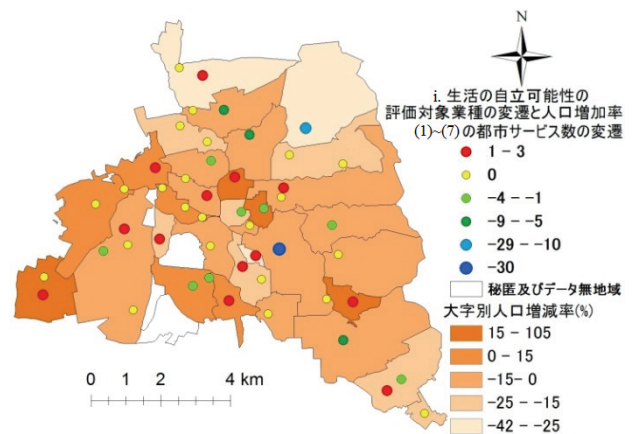 N
i. 生活の自立可能性の
評価対象業種の変遷と人口増加率
(1)~(7)の都市サービス数の変遷
1 - 3
0
-4 - -1
-9 - -5
-29 - -10
-30
秘匿及びデータ無地域
大字別人口増減率(%)
15 - 105
0 - 15
-15- 0
-25 - -15
-42 - -25
0 1 2 4 km